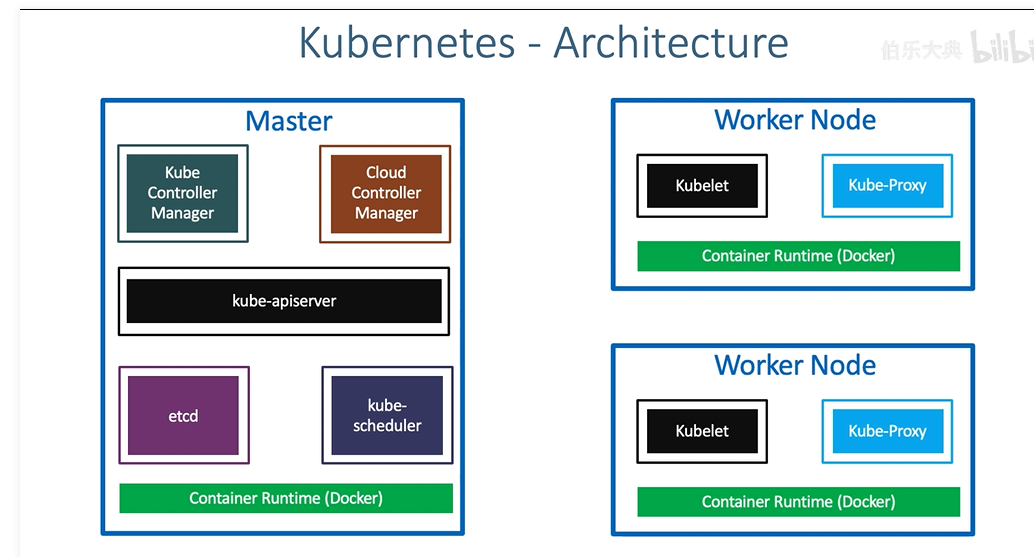 Kubernetes - Architecture
伯乐大典 bilibi
Master
Kube
Controller
Manager
Cloud
Controller
Manager
kube-apiserver
etcd
kube-
scheduler
Container Runtime (Docker)
Worker Node
Kubelet
Kube-Proxy
Container Runtime (Docker)
Worker Node
Kubelet
Kube-Proxy
Container Runtime (Docker)